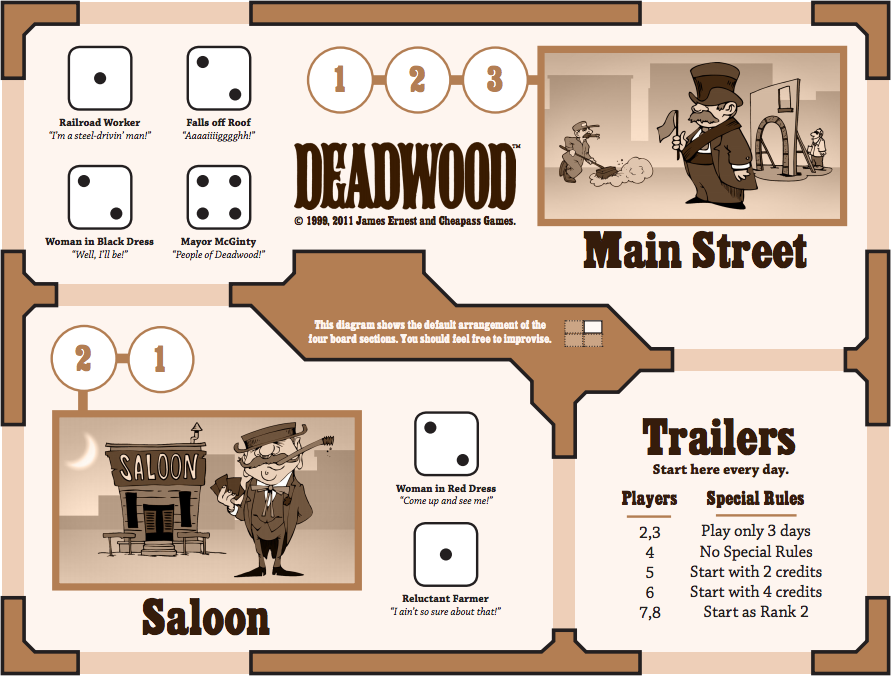 1 2 3
Railroad Worker
“I’m a steel-drivin’ man!”
Falls off Roof
“Aaaaiiiigggghh!”
Woman in Black Dress
“Well, I’ll be!”
Mayor McGinty
“People of Deadwood!”
DEADWOOD™
© 1999, 2011 James Ernest and Cheapass Games.
Main Street
This diagram shows the default arrangement of the
four board sections. You should feel free to improvise.
2 1
SALOON
Woman in Red Dress
“Come up and see me!”
Reluctant Farmer
“I ain’t so sure about that!”
Saloon
Trailers
Start here every day.
Players Special Rules
2,3 Play only 3 days
4 No Special Rules
5 Start with 2 credits
6 Start with 4 credits
7,8 Start as Rank 2